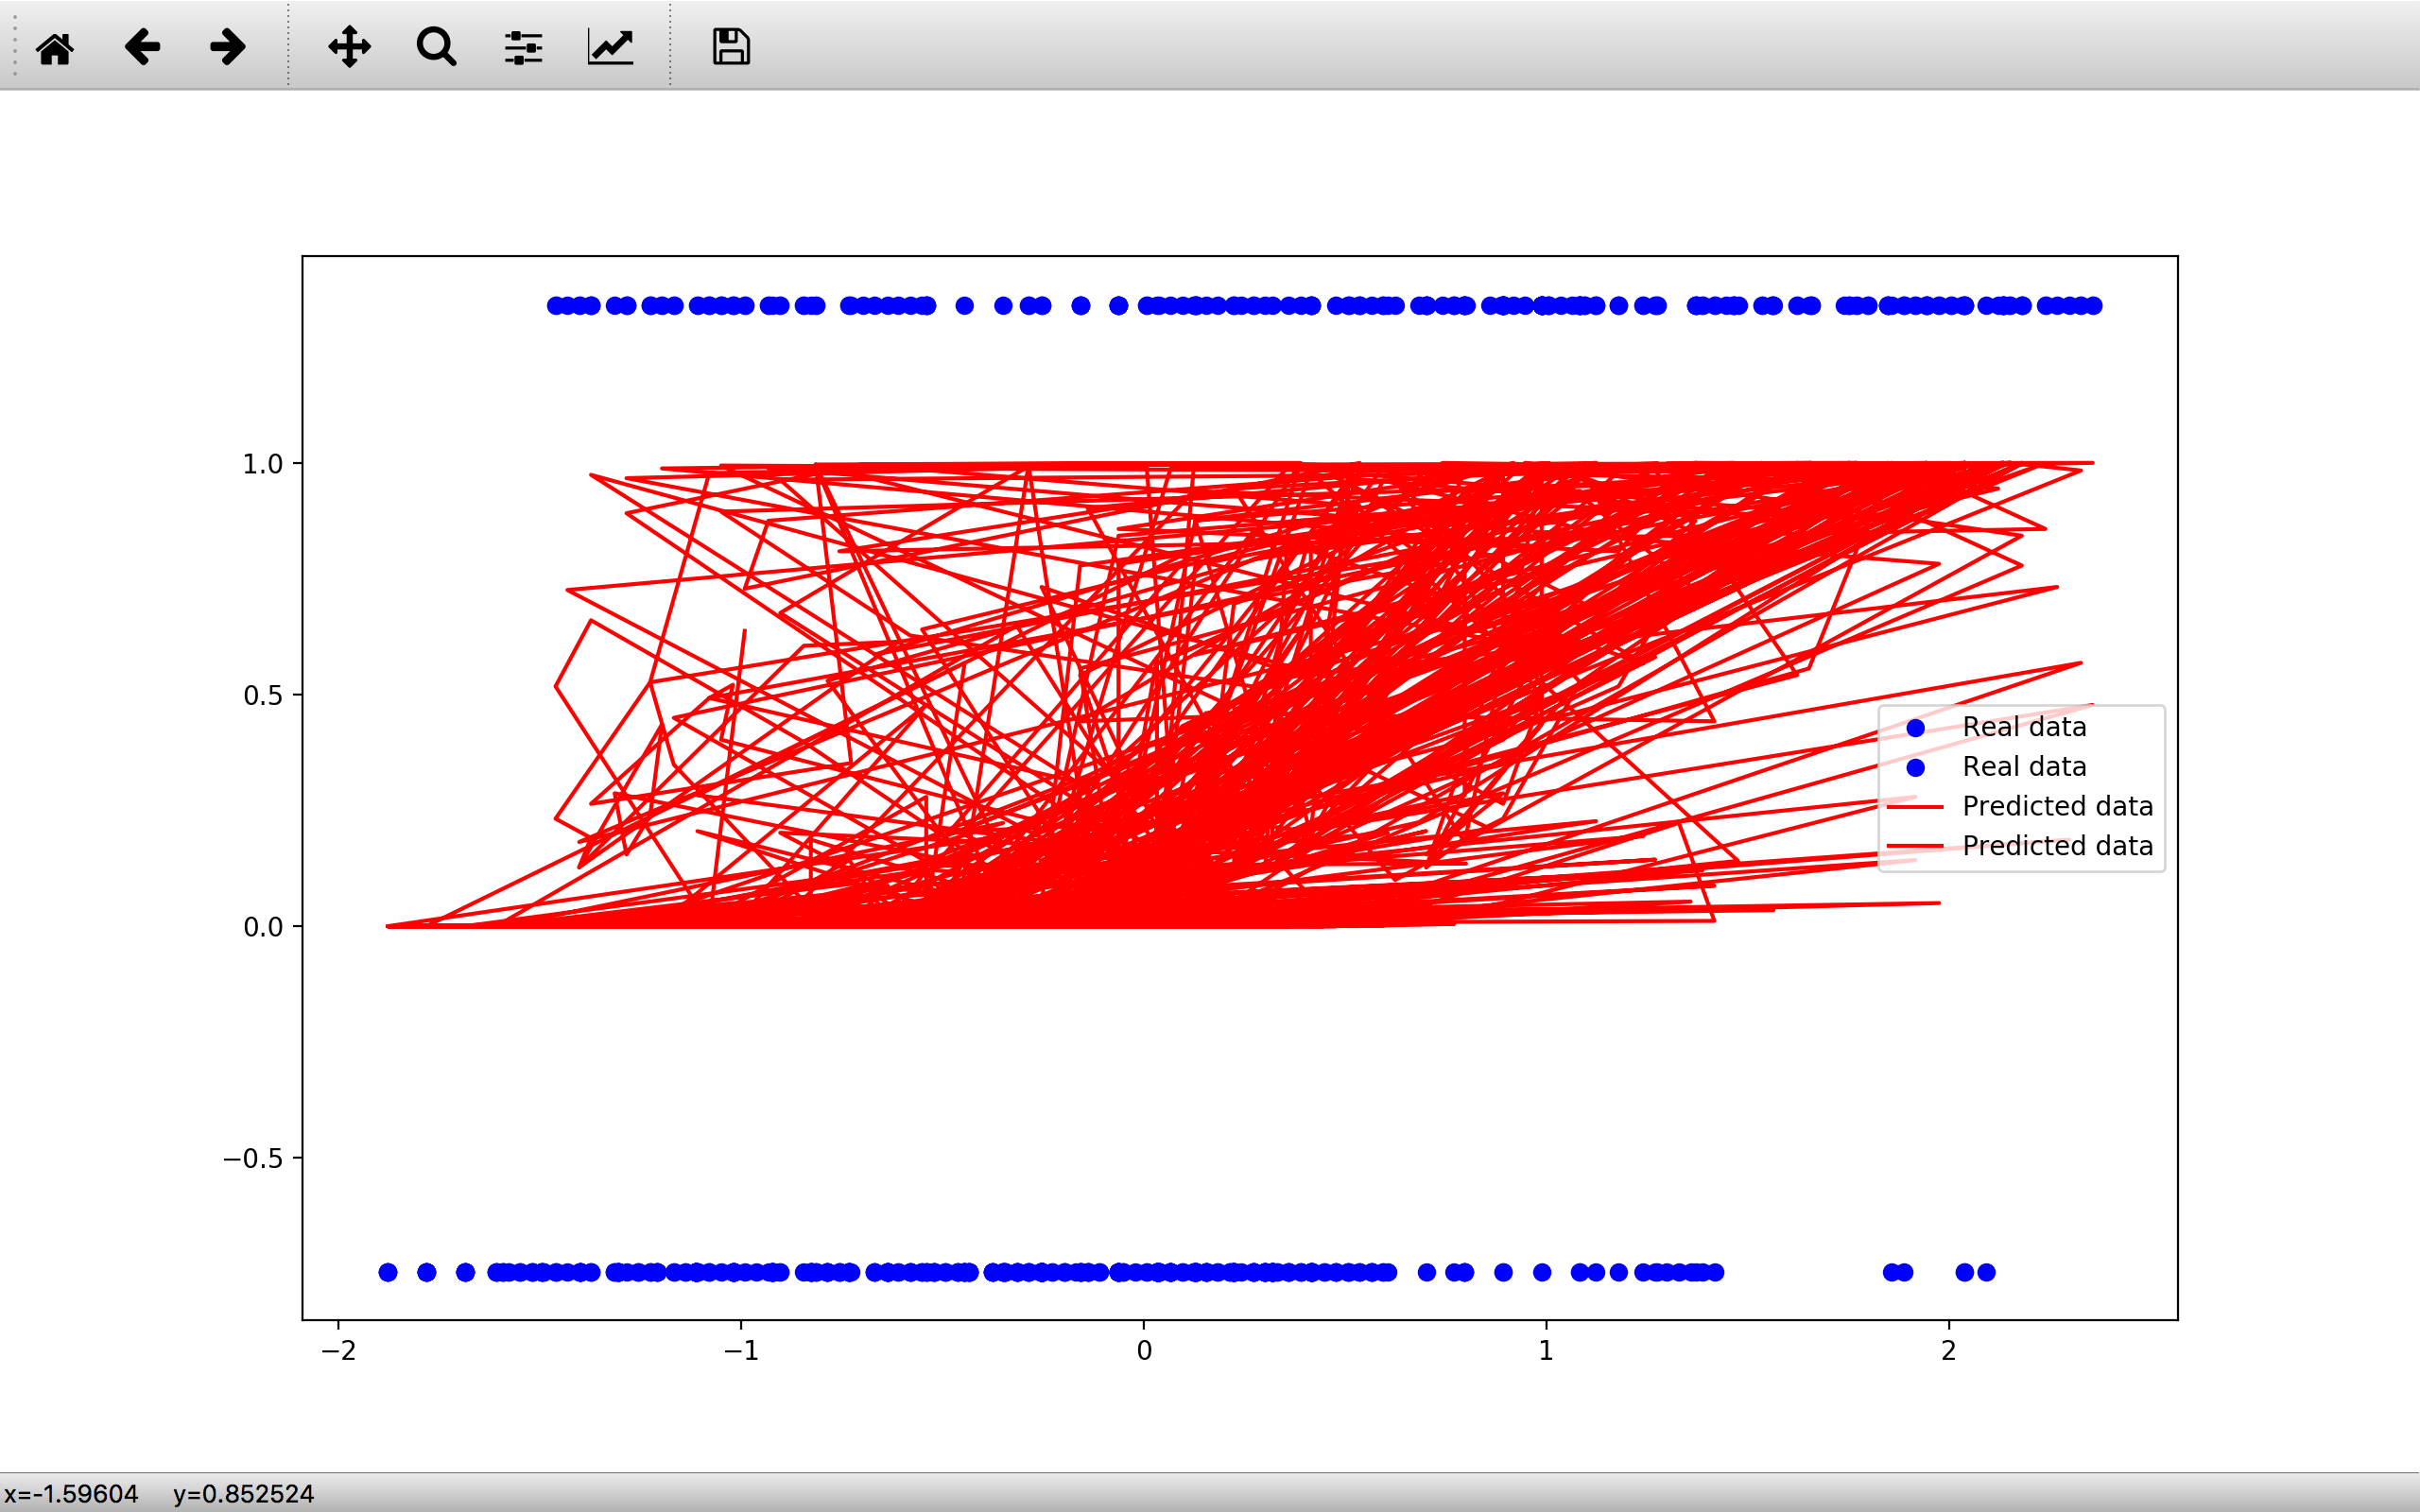 1.0
0.5
0.0
−0.5
−2
−1
0
1
2
Real data
Real data
Predicted data
Predicted data
x=-1.59604 y=0.852524